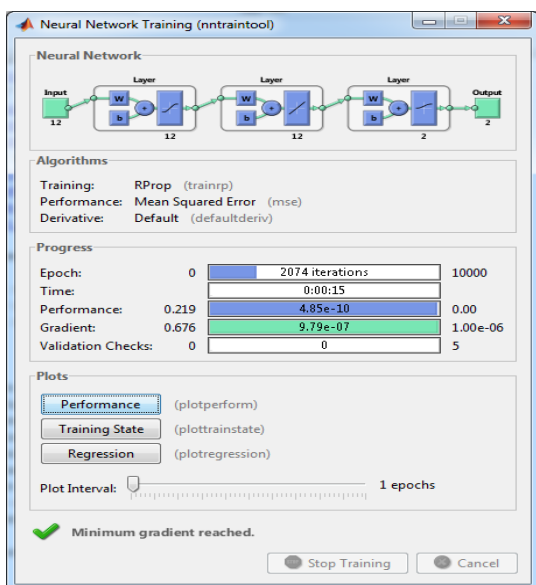 Neural Network Training (nntraintool)
Neural Network
Layer Layer Layer
Input Output
W W W
b b b
12 2
12 12 2
Algorithms
Training: RProp (trainrp)
Performance: Mean Squared Error (mse)
Derivative: Default (defaultderiv)
Progress
Epoch: 0 2074 iterations 10000
Time: 0:00:15
Performance: 0.219 4.85e-10 0.00
Gradient: 0.676 9.79e-07 1.00e-06
Validation Checks: 0 0 5
Plots
Performance (plotperform)
Training State (plottrainstate)
Regression (plotregression)
Plot Interval: 1 epochs
Minimum gradient reached.
Stop Training Cancel